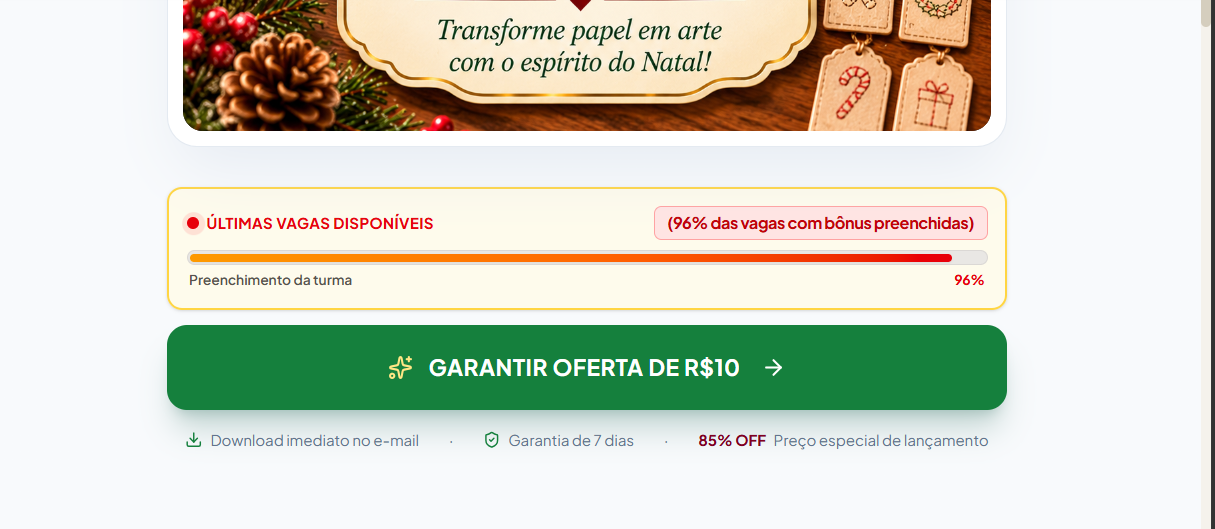 Transforme papel em arte
com o espírito do Natal!
ÚLTIMAS VAGAS DISPONÍVEIS
(96% das vagas com bônus preenchidas)
Preenchimento da turma
96%
GARANTIR OFERTA DE R$10
Download imediato no e-mail · Garantia de 7 dias · 85% OFF Preço especial de lançamento